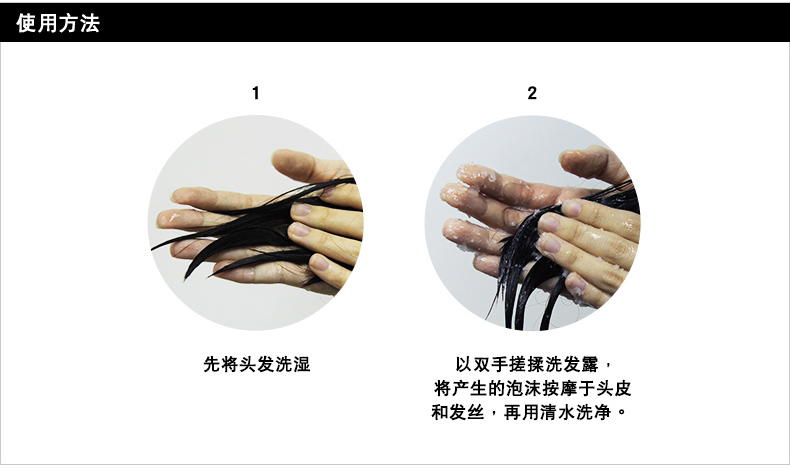 使用方法
1
2
先将头发洗湿
以双手搓揉洗发露，
将产生的泡沫按摩于头皮
和发丝，再用清水洗净。